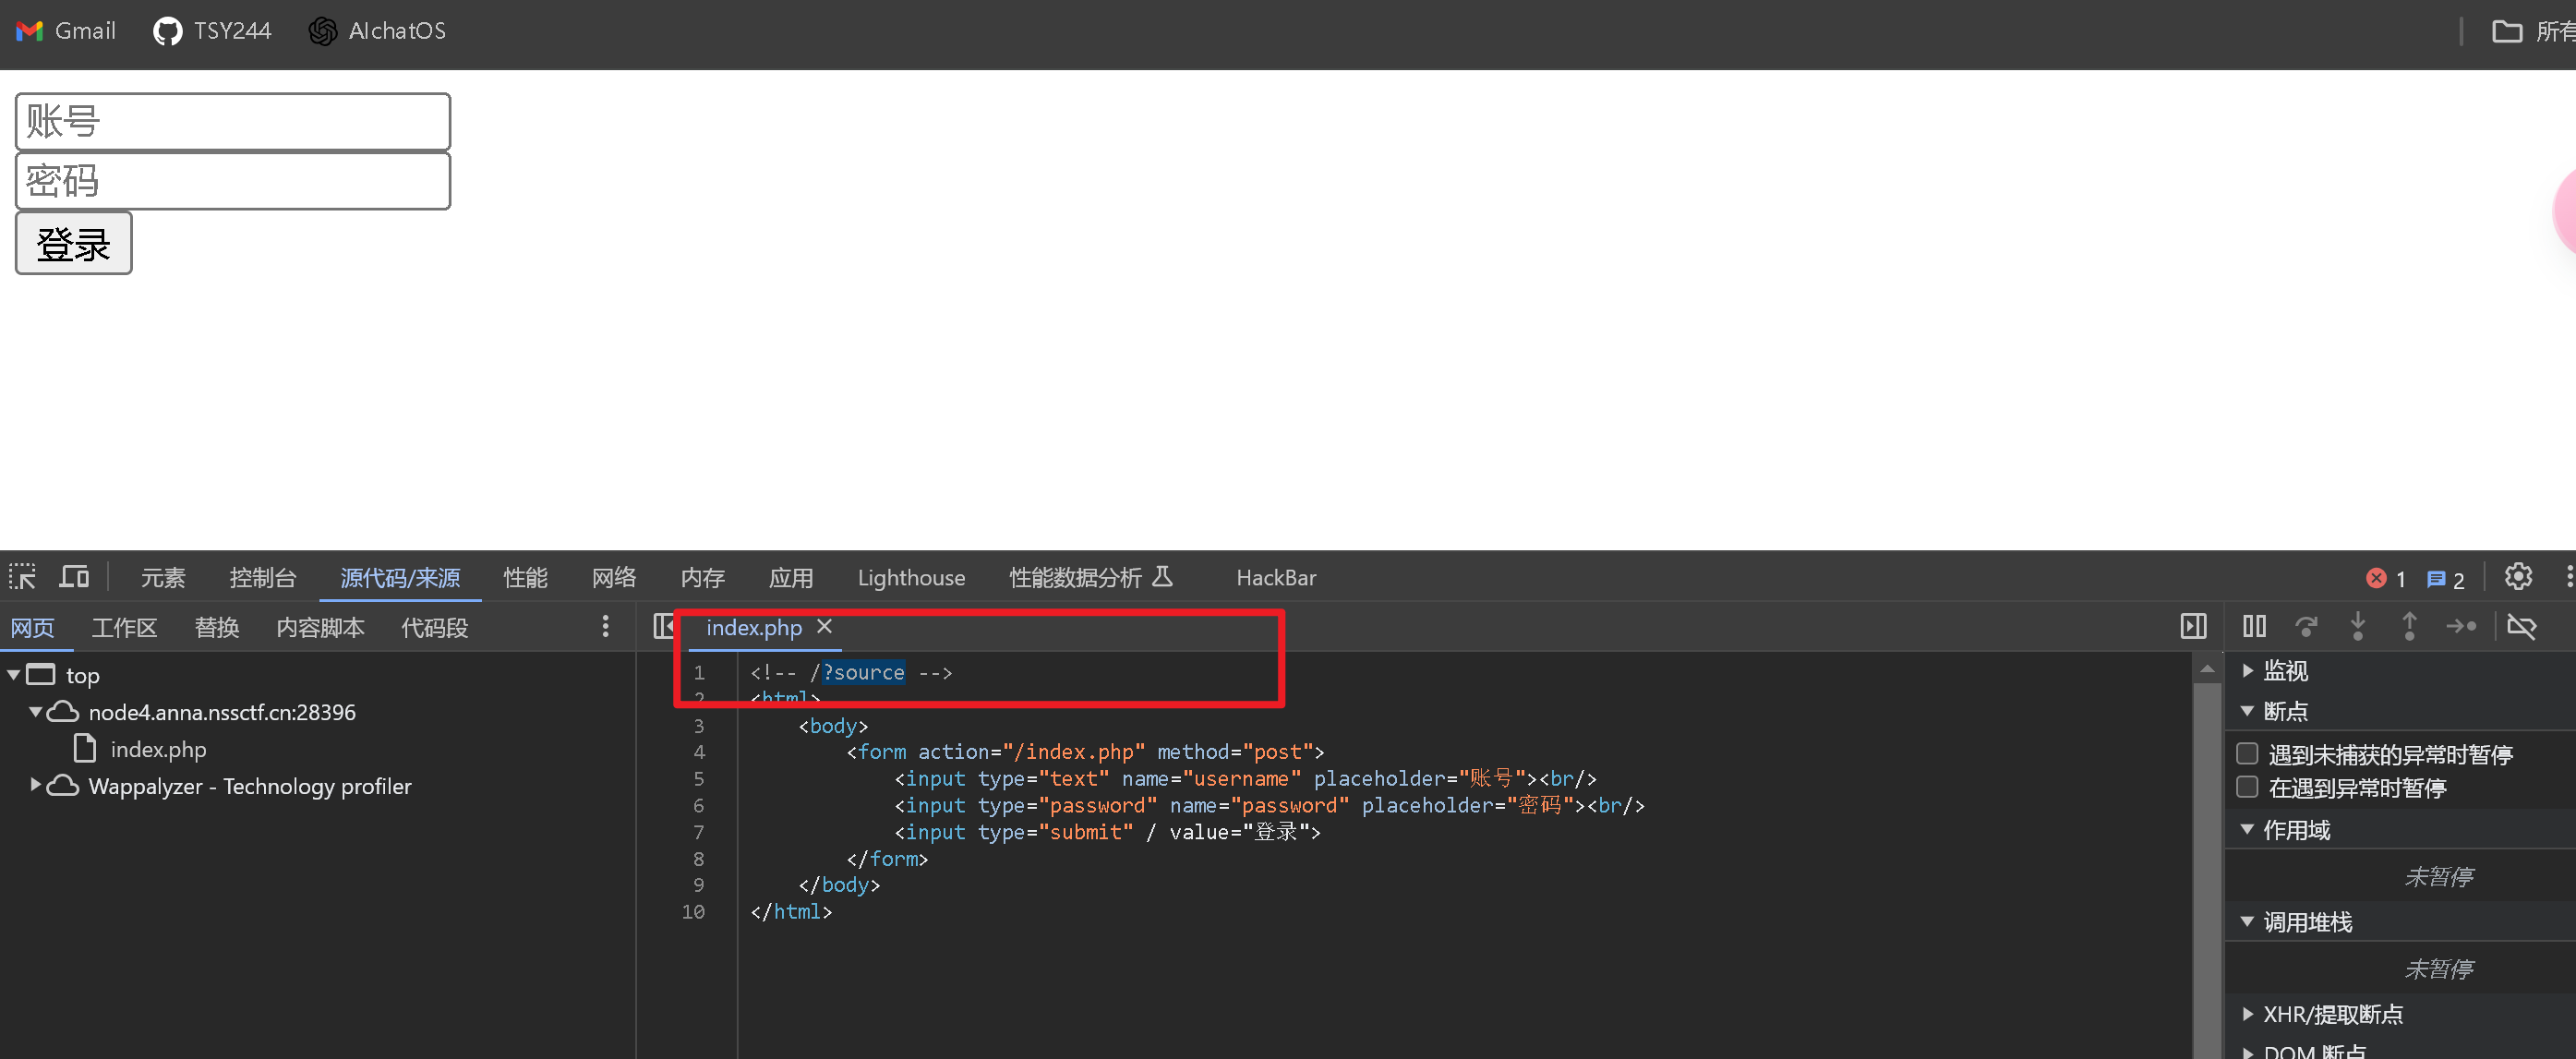 Gmail TSY244 AIchatOS 所有
账号
密码
登录
元素 控制台 源代码/来源 性能 网络 内存 应用 Lighthouse 性能数据分析 HackBar 1 2
网页 工作区 替换 内容脚本 代码段
index.php ×
top
node4.anna.nssctf.cn:28396
index.php
Wappalyzer - Technology profiler
1 <!-- /?source -->
2 <html>
3 <body>
4 <form action="/index.php" method="post">
5 <input type="text" name="username" placeholder="账号"><br/>
6 <input type="password" name="password" placeholder="密码"><br/>
7 <input type="submit" / value="登录">
8 </form>
9 </body>
10 </html>
监视
断点
遇到未捕获的异常时暂停
在遇到异常时暂停
作用域
未暂停
调用堆栈
未暂停
XHR/提取断点
DOM 断点